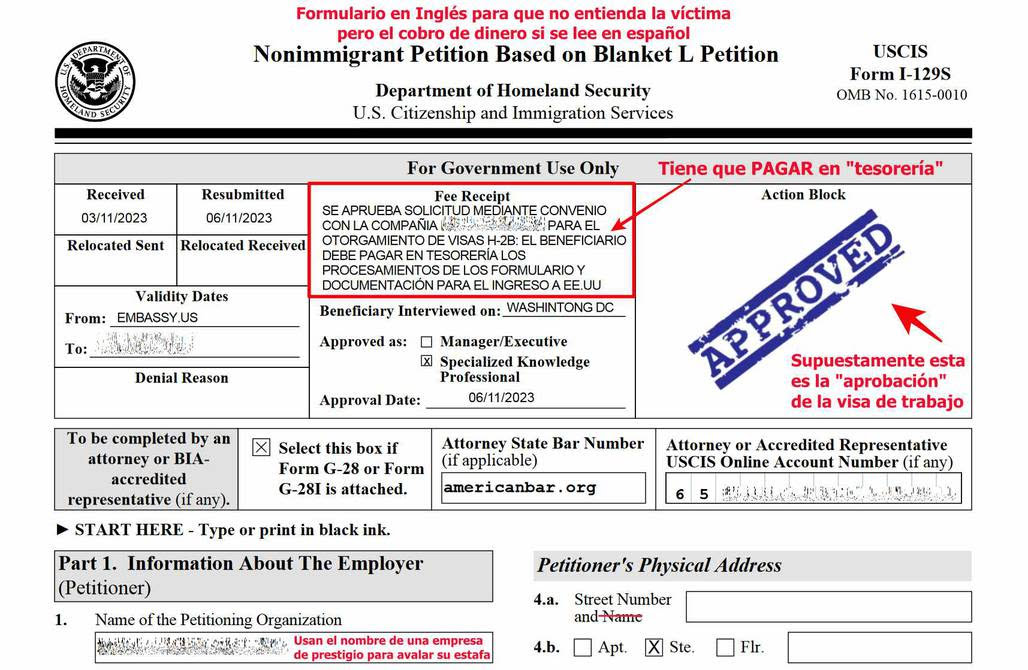 Formulario en Inglés para que no entienda la víctima
pero el cobro de dinero si se lee en español
U.S. DEPARTMENT OF HOMELAND SECURITY
Nonimmigrant Petition Based on Blanket L Petition
Department of Homeland Security
U.S. Citizenship and Immigration Services
USCIS
Form I-129S
OMB No. 1615-0010
For Government Use Only
Tiene que PAGAR en "tesorería"
Received
03/11/2023
Resubmitted
06/11/2023
Relocated Sent
Relocated Received
Validity Dates
From: EMBASSY.US
To:
Denial Reason
Fee Receipt
SE APRUEBA SOLICITUD MEDIANTE CONVENIO
CON LA COMPAÑIA PARA EL
OTORGAMIENTO DE VISAS H-2B: EL BENEFICIARIO
DEBE PAGAR EN TESORERÍA LOS
PROCESAMIENTOS DE LOS FORMULARIO Y
DOCUMENTACIÓN PARA EL INGRESO A EE.UU
Beneficiary Interviewed on: WASHINTONG DC
Approved as: Manager/Executive
X Specialized Knowledge
Professional
Approval Date: 06/11/2023
Action Block
APPROVED
Supuestamente esta
es la "aprobación"
de la visa de trabajo
To be completed by an
attorney or BIA-
accredited
representative (if any).
X Select this box if
Form G-28 or Form
G-28I is attached.
Attorney State Bar Number
(if applicable)
americanbar.org
Attorney or Accredited Representative
USCIS Online Account Number (if any)
6 5
► START HERE - Type or print in black ink.
Part 1. Information About The Employer
(Petitioner)
1. Name of the Petitioning Organization
Usan el nombre de una empresa
de prestigio para avalar su estafa
Petitioner's Physical Address
4.a. Street Number
and Name
4.b. Apt. X Ste. Flr.